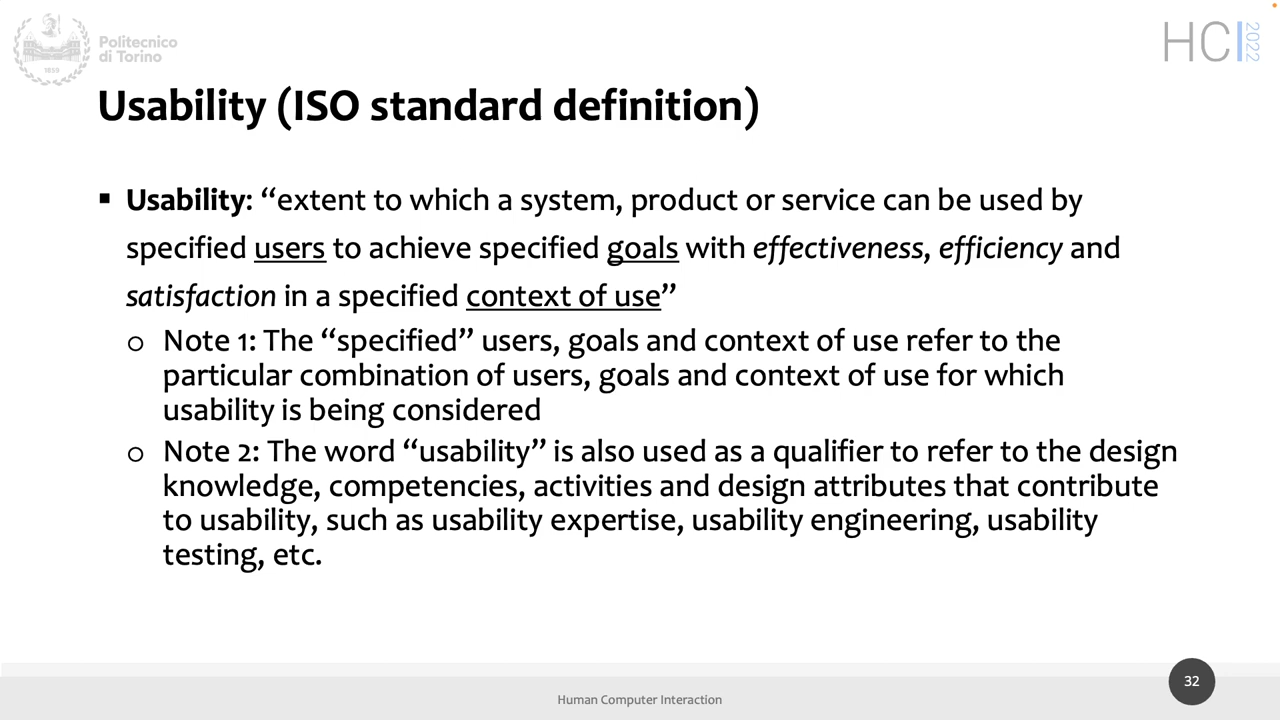 Politecnico
di Torino
1859
HCI 2022
Usability (ISO standard definition)
▪ Usability: “extent to which a system, product or service can be used by
specified users to achieve specified goals with effectiveness, efficiency and
satisfaction in a specified context of use”
o Note 1: The “specified” users, goals and context of use refer to the
particular combination of users, goals and context of use for which
usability is being considered
o Note 2: The word “usability” is also used as a qualifier to refer to the design
knowledge, competencies, activities and design attributes that contribute
to usability, such as usability expertise, usability engineering, usability
testing, etc.
32
Human Computer Interaction